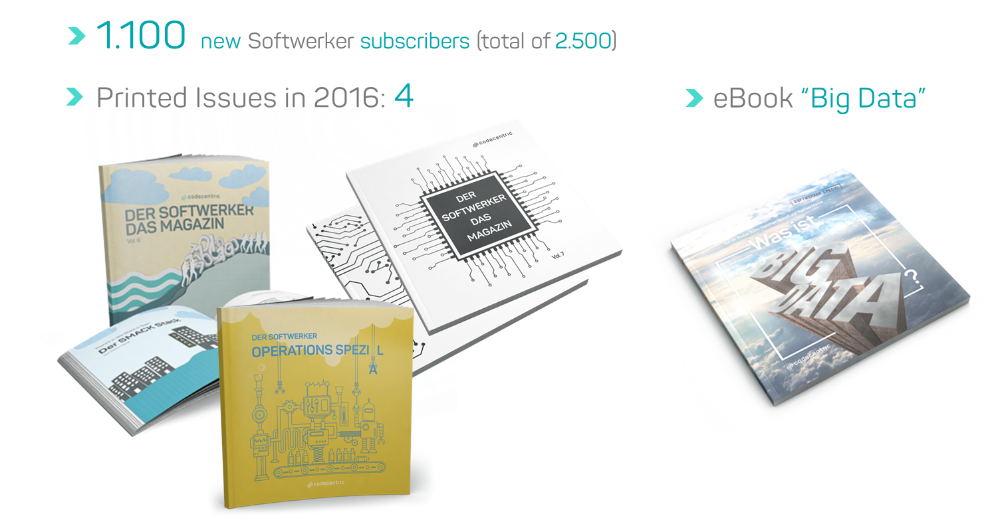 1.100 new Softwerker subscribers (total of 2.500)
Printed Issues in 2016: 4
eBook “Big Data”
codecentric
DER SOFTWERKER
DAS MAGAZIN
Vol. 6
codecentric
DER
SOFTWERKER
DAS
MAGAZIN
Vol. 7
Der SMACK Stack
DER SOFTWERKER
OPERATIONS SPEZI L
A
codecentric
SOFTWERKER SPEZIAL
Was ist
BIG
DATA
?
codecentric